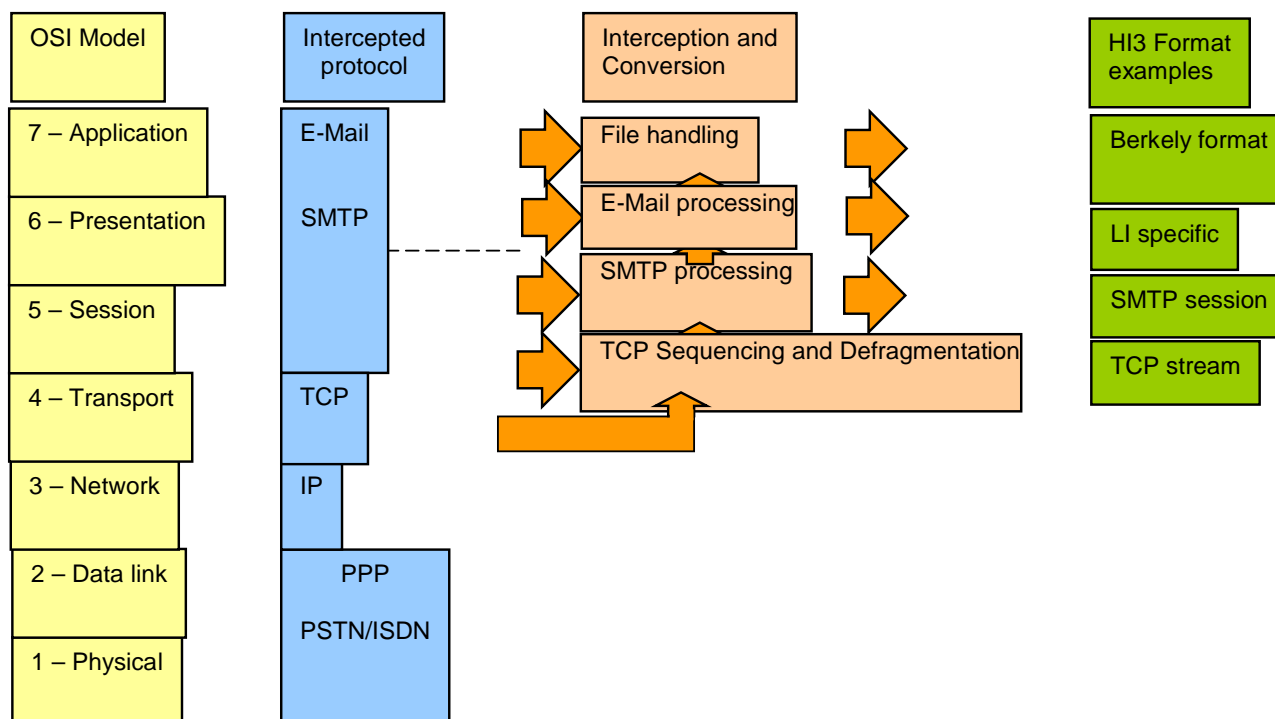 OSI Model
Intercepted
protocol
Interception and
Conversion
HI3 Format
examples
7 – Application
E-Mail
File handling
Berkely format
6 – Presentation
SMTP
E-Mail processing
LI specific
5 – Session
SMTP processing
SMTP session
4 – Transport
TCP
TCP Sequencing and Defragmentation
TCP stream
3 – Network
IP
2 – Data link
PPP
PSTN/ISDN
1 – Physical